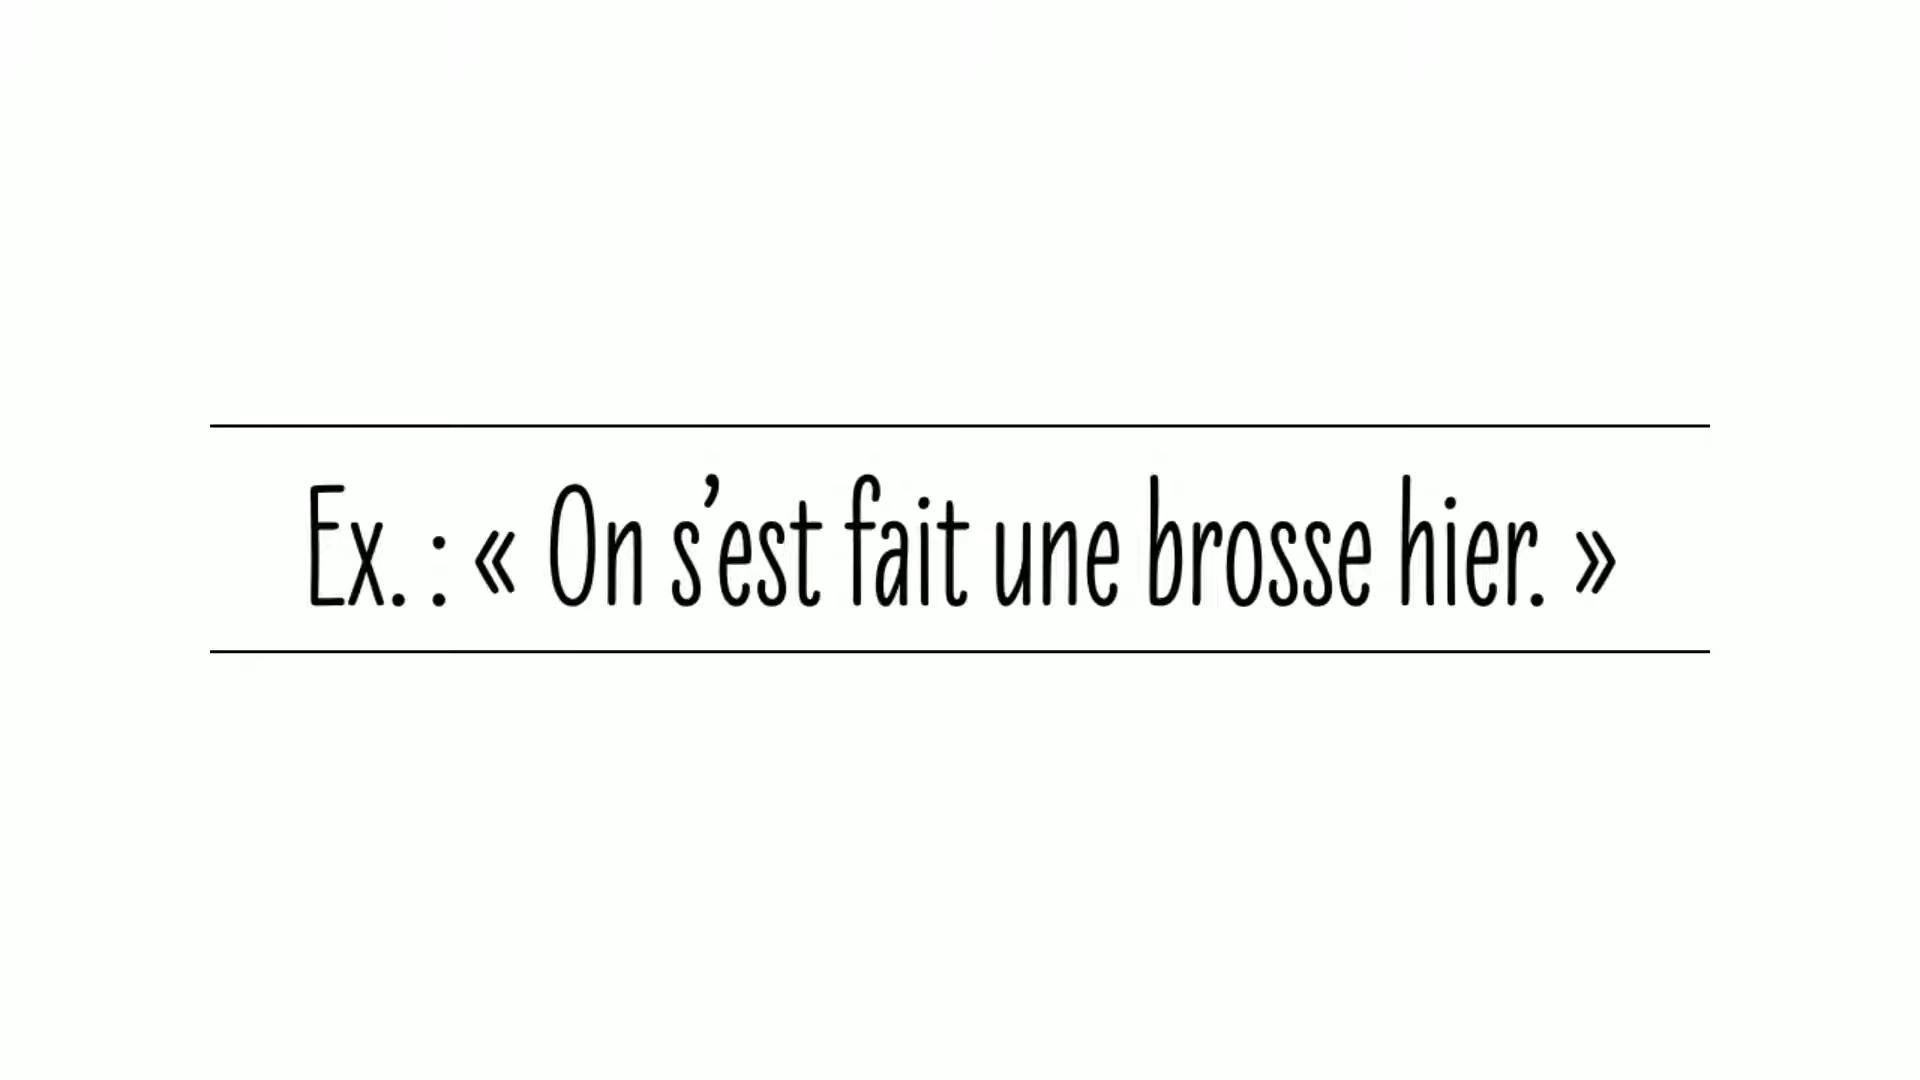 Ex. : « On s’est fait une brosse hier. »